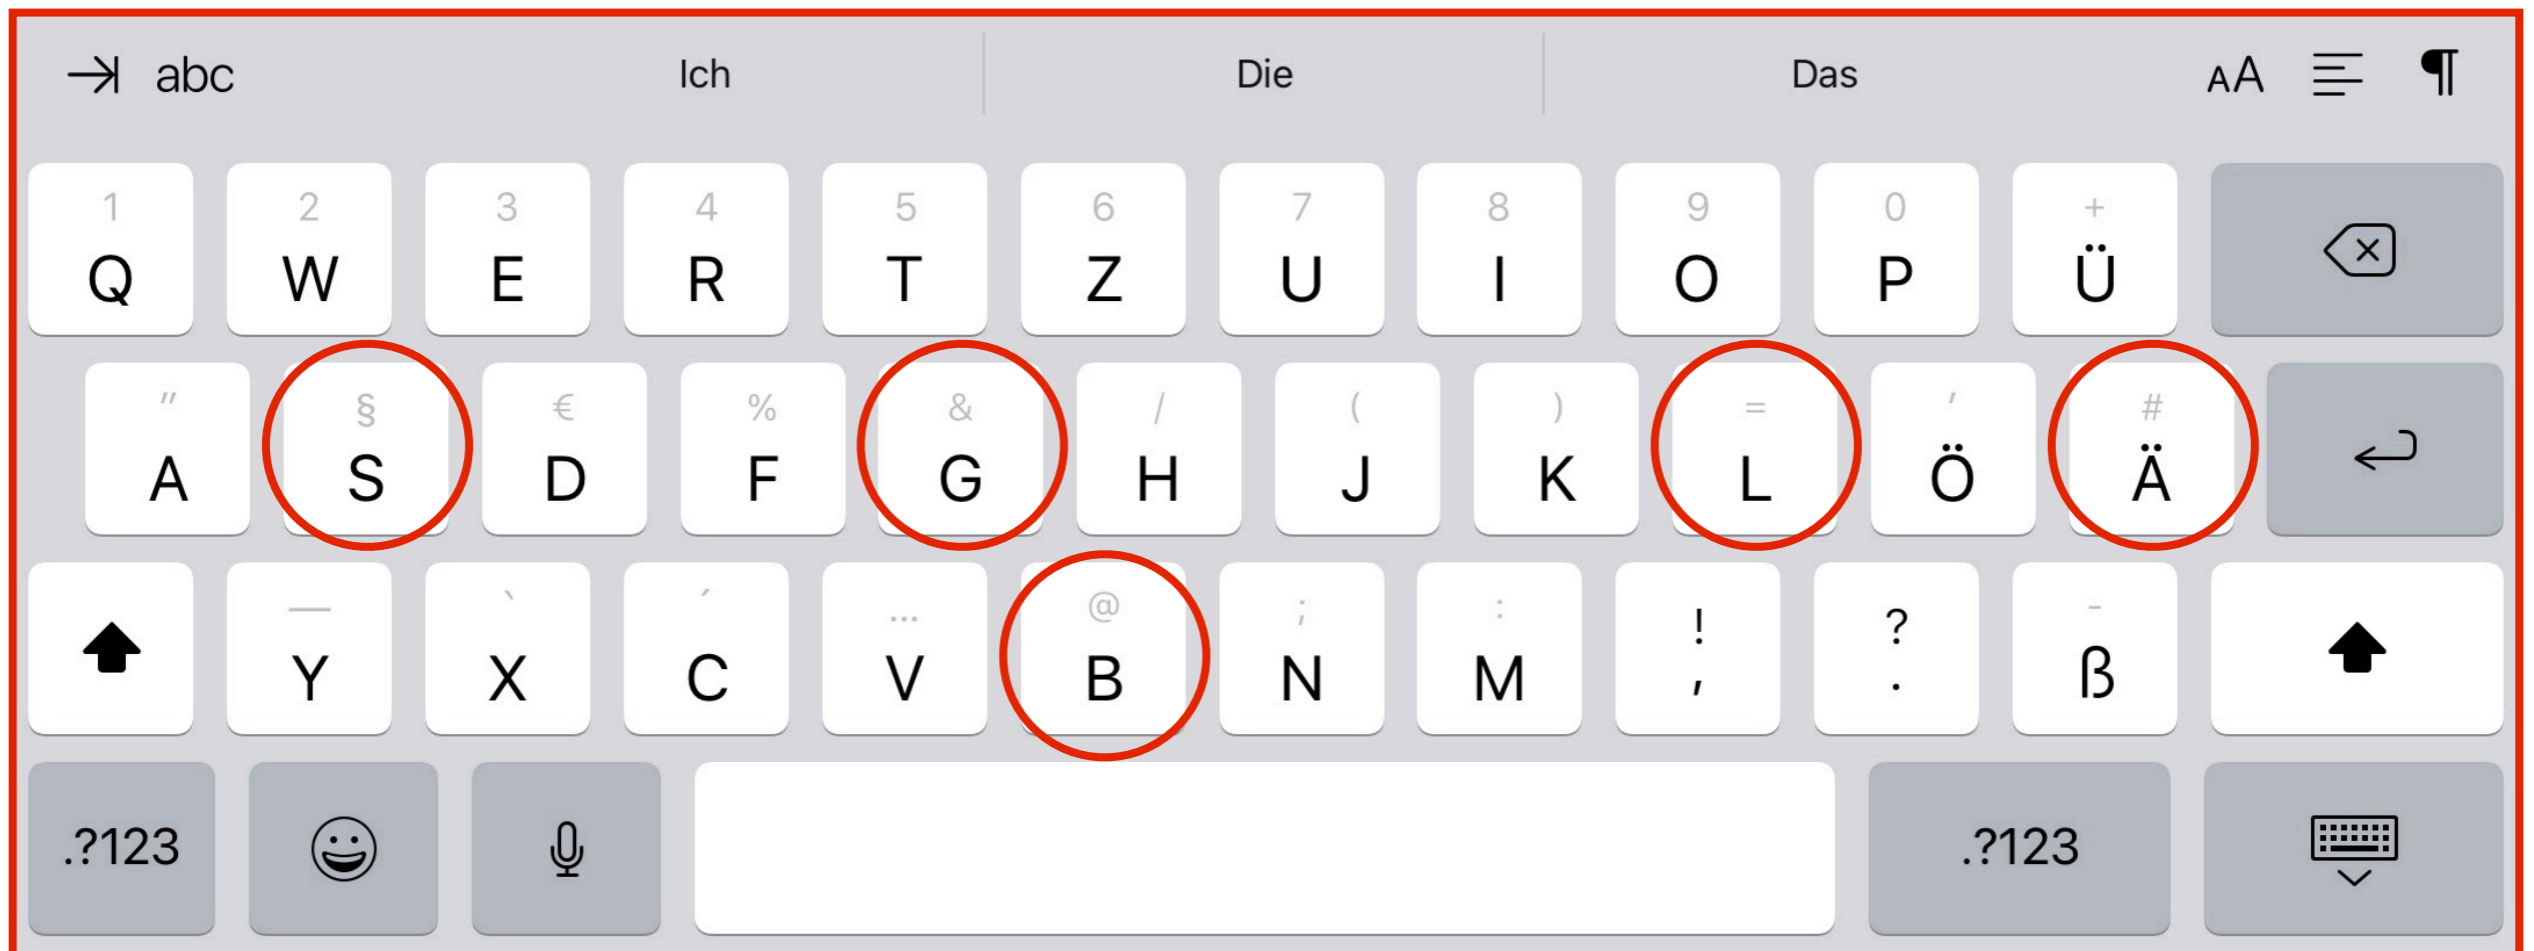 abc Ich Die Das AA ¶
1 2 3 4 5 6 7 8 9 0 +
Q W E R T Z U I O P Ü
" § € % & / ( ) = ' #
A S D F G H J K L Ö Ä
— ` ´ … @ ; : ! ? -
Y X C V B N M , . ß
.?123 .?123